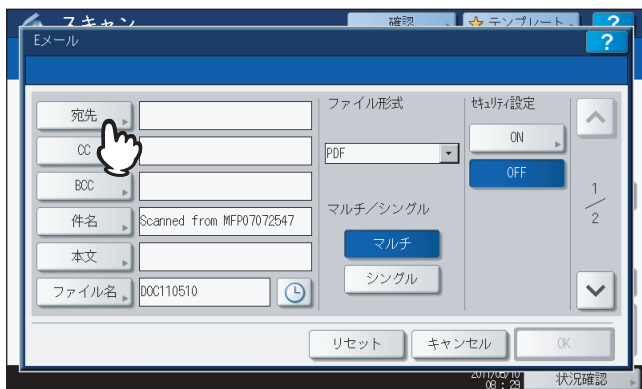 スキャン 確認 テンプレート ?
Eメール ?
宛先
CC
BCC
件名 Scanned from MFP07072547
本文
ファイル名 DOC110510
ファイル形式
PDF
マルチ/シングル
マルチ
シングル
セキュリティ設定
ON
OFF
1
/
2
リセット キャンセル OK
2011/05/10
08 : 29 状況確認